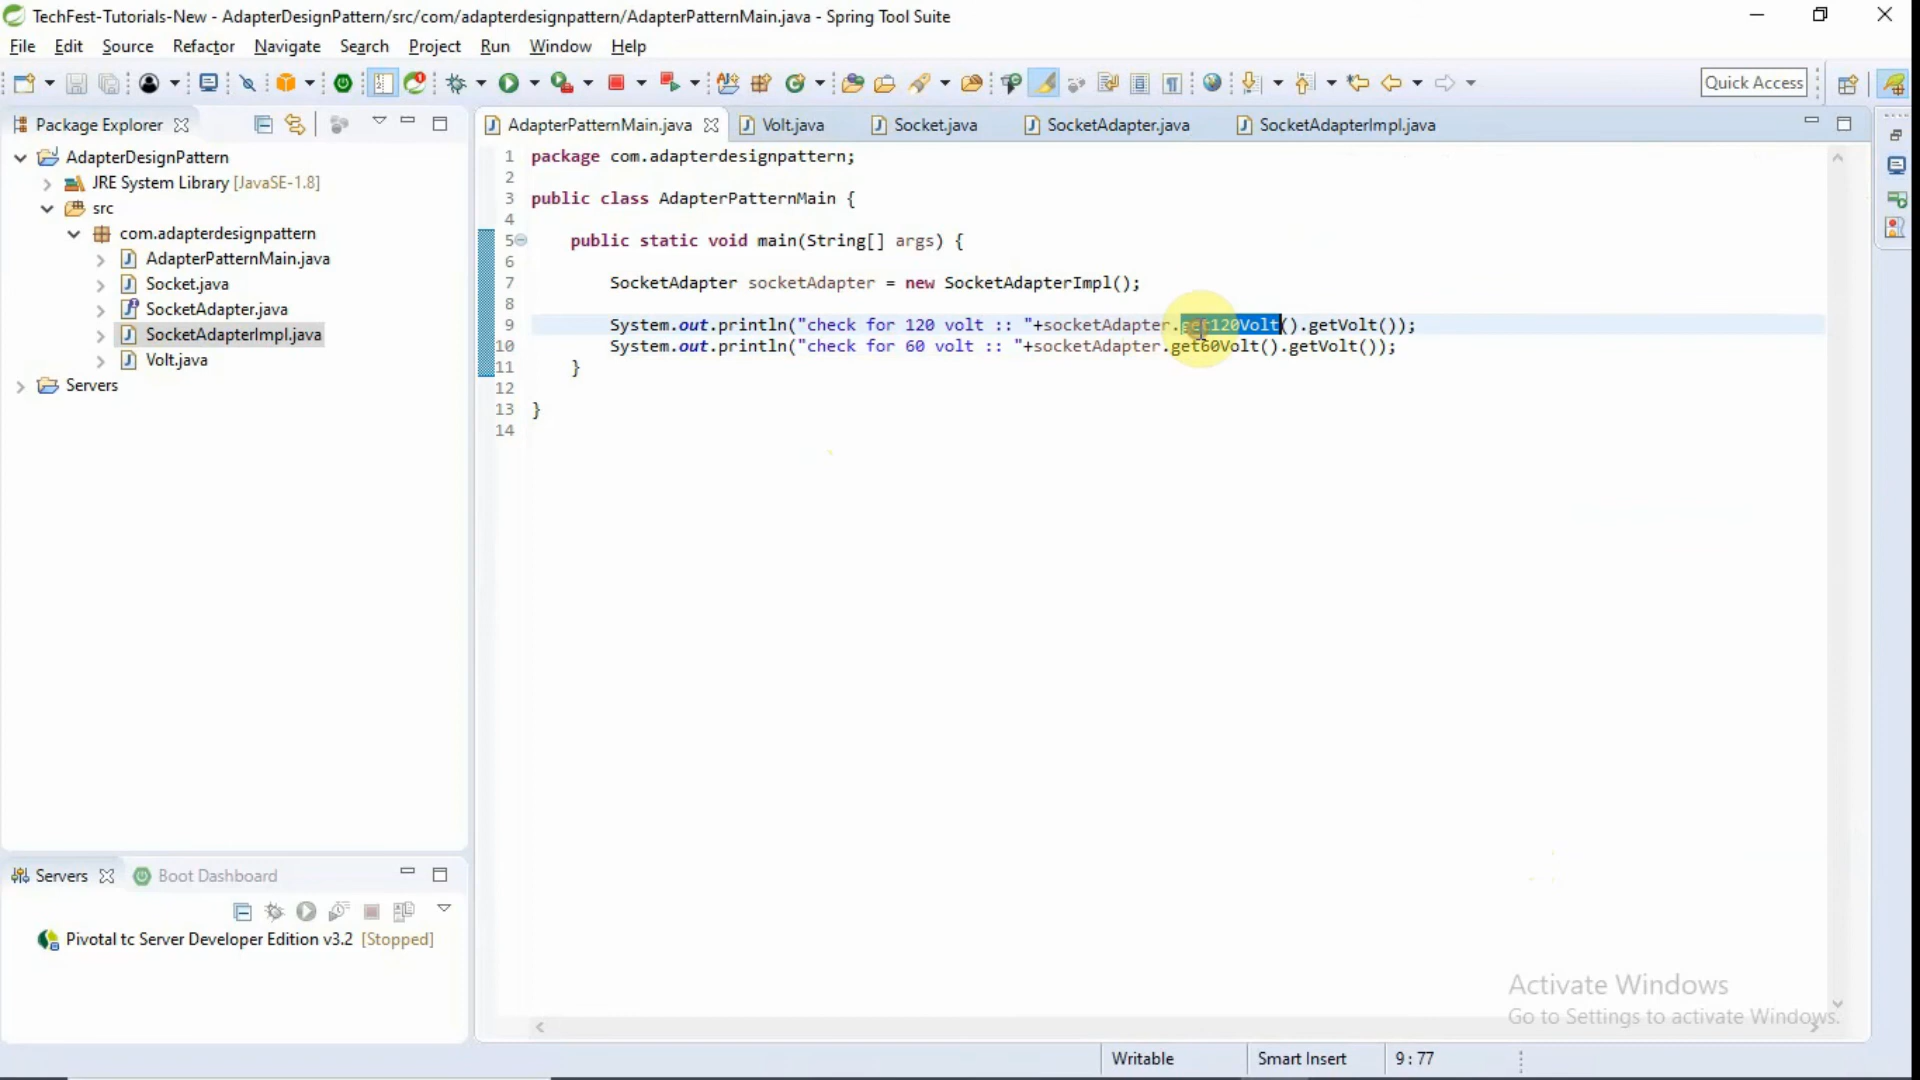 TechFest-Tutorials-New - AdapterDesignPattern/src/com/adapterdesignpattern/AdapterPatternMain.java - Spring Tool Suite
File Edit Source Refactor Navigate Search Project Run Window Help
Quick Access
Package Explorer
AdapterDesignPattern
JRE System Library [JavaSE-1.8]
src
com.adapterdesignpattern
AdapterPatternMain.java
Socket.java
SocketAdapter.java
SocketAdapterImpl.java
Volt.java
Servers
AdapterPatternMain.java Volt.java Socket.java SocketAdapter.java SocketAdapterImpl.java
1 package com.adapterdesignpattern;
2
3 public class AdapterPatternMain {
4
5 public static void main(String[] args) {
6
7 SocketAdapter socketAdapter = new SocketAdapterImpl();
8
9 System.out.println("check for 120 volt :: "+socketAdapter.get120Volt().getVolt());
10 System.out.println("check for 60 volt :: "+socketAdapter.get60Volt().getVolt());
11 }
12
13 }
14
Servers Boot Dashboard
Pivotal tc Server Developer Edition v3.2 [Stopped]
Activate Windows
Go to Settings to activate Windows.
Writable Smart Insert 9 : 77